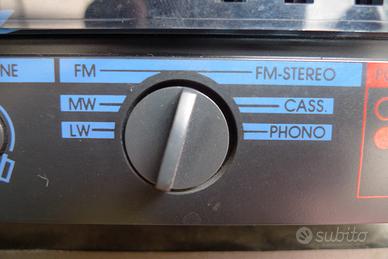 NE
FM FM-STEREO
MW CASS.
LW PHONO
subito